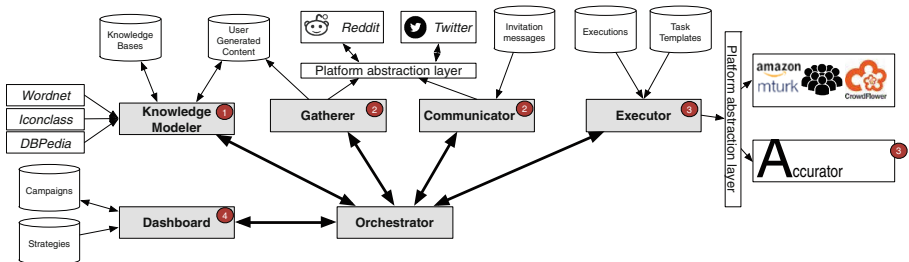 Knowledge
Bases
User
Generated
Content
Reddit
Twitter
Invitation
messages
Executions
Task
Templates
Platform abstraction layer
Platform abstraction layer
amazon
mturk
CrowdFlower
Wordnet
Iconclass
DBPedia
Knowledge
Modeler
1
Gatherer
2
Communicator
2
Executor
3
Accurator
3
Campaigns
Strategies
Dashboard
4
Orchestrator